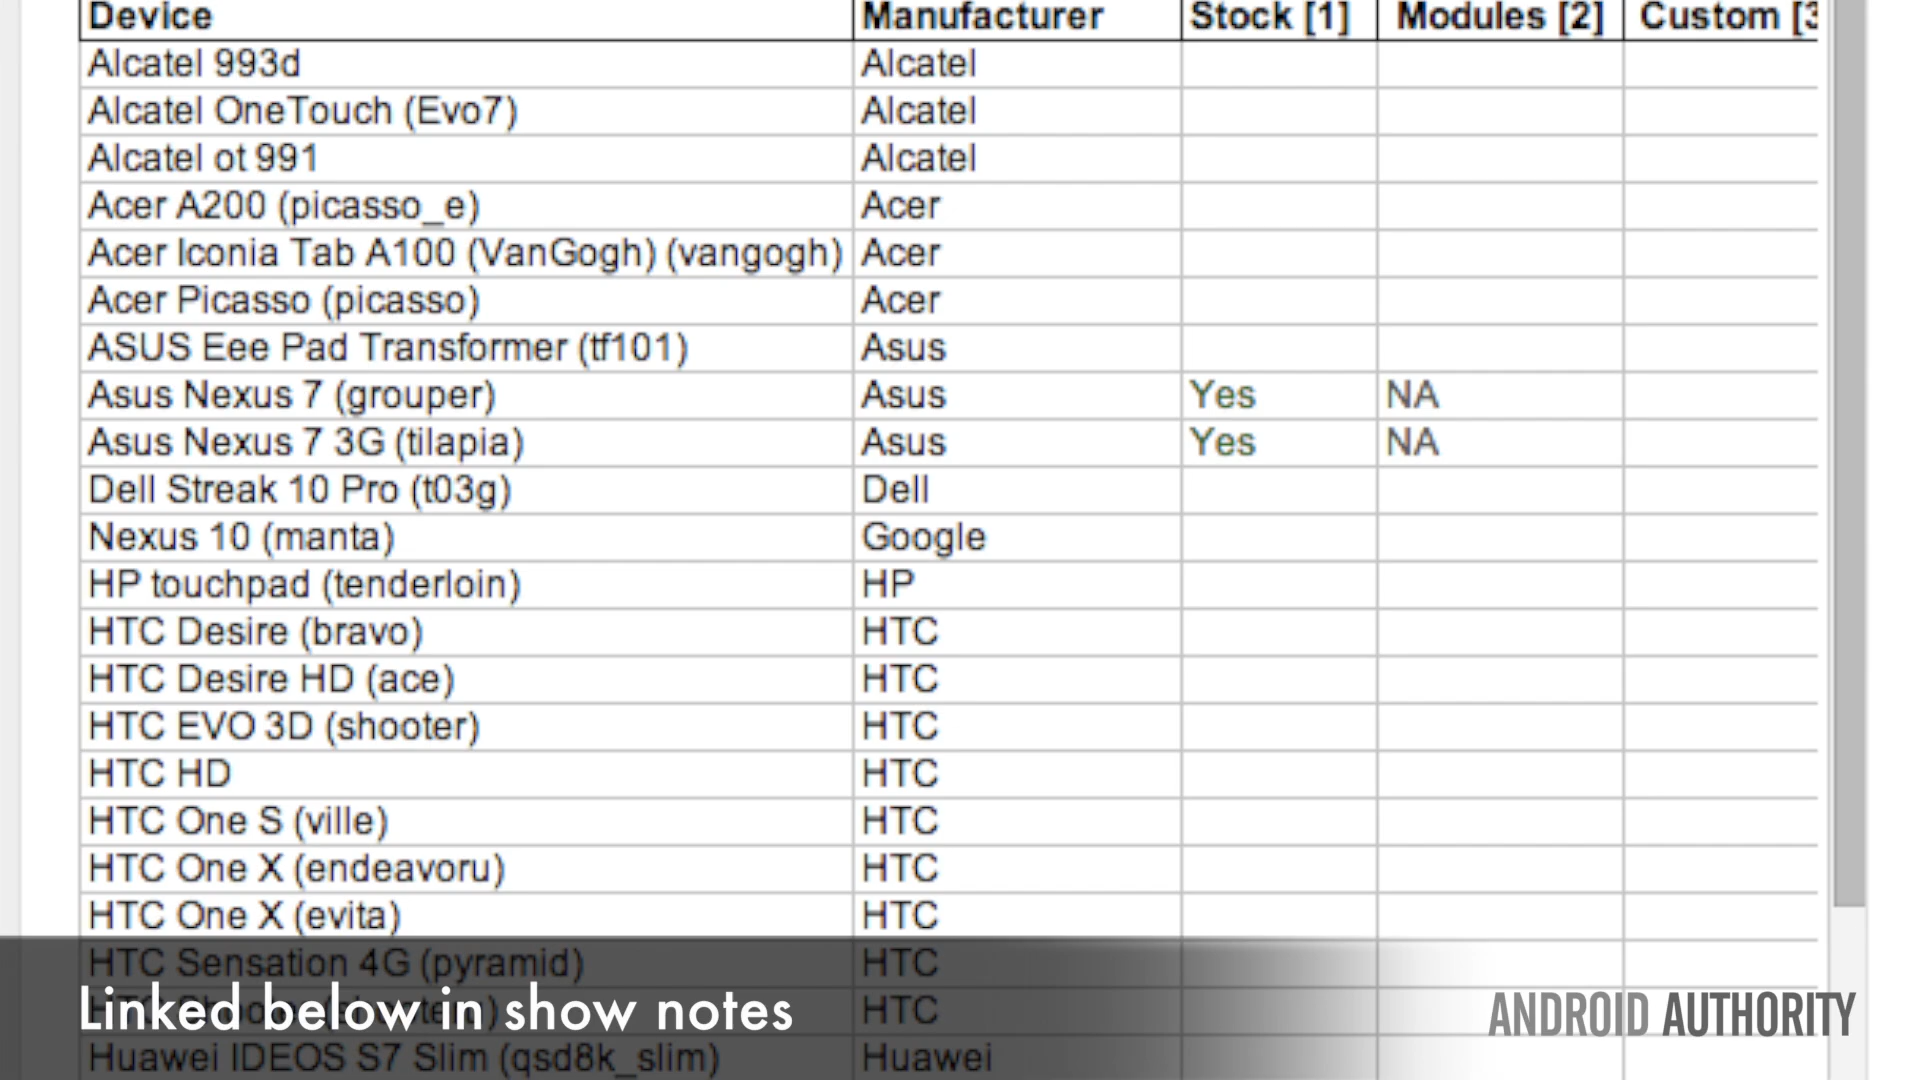 Device Manufacturer Stock [1] Modules [2] Custom [3
Alcatel 993d Alcatel
Alcatel OneTouch (Evo7) Alcatel
Alcatel ot 991 Alcatel
Acer A200 (picasso_e) Acer
Acer Iconia Tab A100 (VanGogh) (vangogh) Acer
Acer Picasso (picasso) Acer
ASUS Eee Pad Transformer (tf101) Asus
Asus Nexus 7 (grouper) Asus Yes NA
Asus Nexus 7 3G (tilapia) Asus Yes NA
Dell Streak 10 Pro (t03g) Dell
Nexus 10 (manta) Google
HP touchpad (tenderloin) HP
HTC Desire (bravo) HTC
HTC Desire HD (ace) HTC
HTC EVO 3D (shooter) HTC
HTC HD HTC
HTC One S (ville) HTC
HTC One X (endeavoru) HTC
HTC One X (evita) HTC
HTC Sensation 4G (pyramid) HTC
HTC
Linked below in show notes
ANDROID AUTHORITY
Huawei IDEOS S7 Slim (qsd8k_slim) Huawei